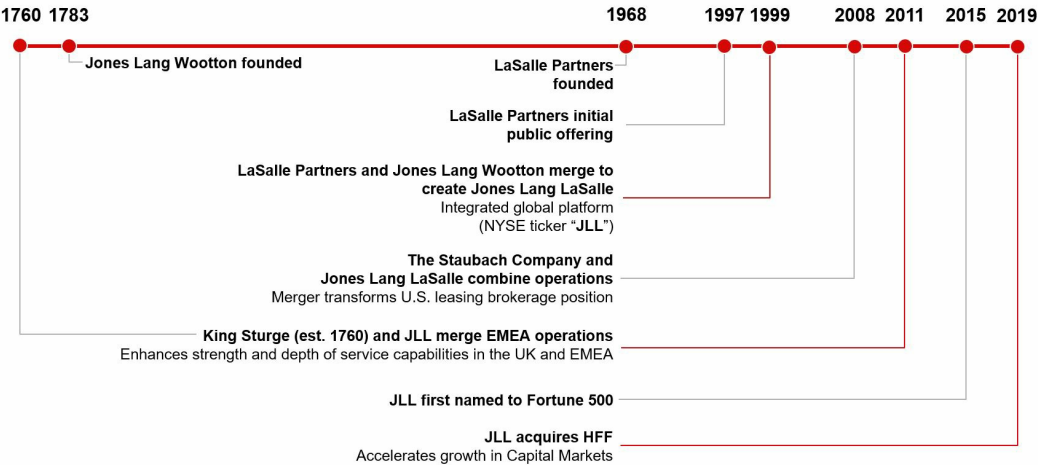 1760 1783 1968 1997 1999 2008 2011 2015 2019
Jones Lang Wootton founded
LaSalle Partners
founded
LaSalle Partners initial
public offering
LaSalle Partners and Jones Lang Wootton merge to
create Jones Lang LaSalle
Integrated global platform
(NYSE ticker “JLL”)
The Staubach Company and
Jones Lang LaSalle combine operations
Merger transforms U.S. leasing brokerage position
King Sturge (est. 1760) and JLL merge EMEA operations
Enhances strength and depth of service capabilities in the UK and EMEA
JLL first named to Fortune 500
JLL acquires HFF
Accelerates growth in Capital Markets